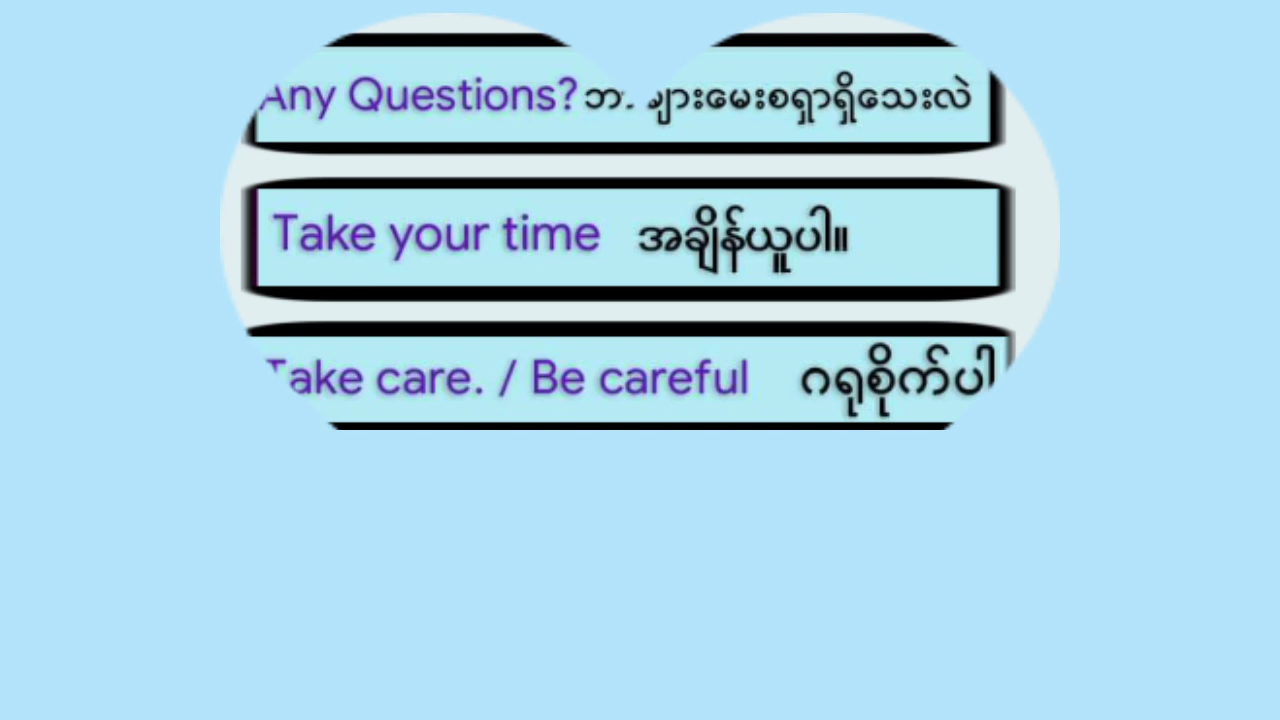 Any Questions? များမေးစရာရှိသေးလဲ
Take your time အချိန်ယူပါ။
Take care. / Be careful ဂရုစိုက်ပါ